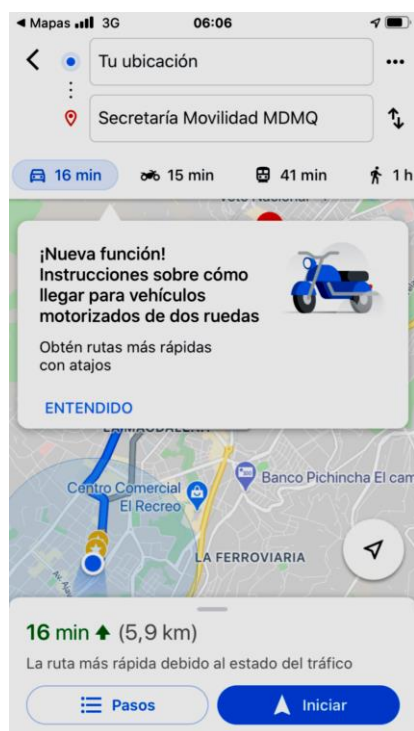 Mapas 3G 06:06
Tu ubicación
Secretaría Movilidad MDMQ
16 min 15 min 41 min 1 h
¡Nueva función!
Instrucciones sobre cómo
llegar para vehículos
motorizados de dos ruedas
Obtén rutas más rápidas
con atajos
ENTENDIDO
LA MAGDALENA
Centro Comercial
El Recreo
Banco Pichincha El cam
LA FERROVIARIA
16 min (5,9 km)
La ruta más rápida debido al estado del tráfico
Pasos
Iniciar